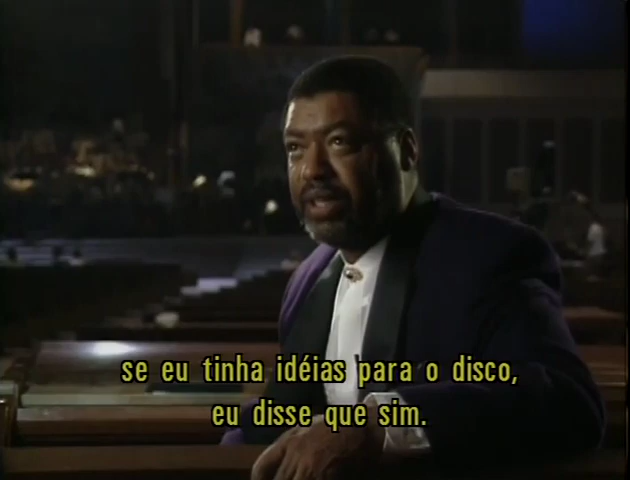 se eu tinha idéias para o disco,
eu disse que sim.